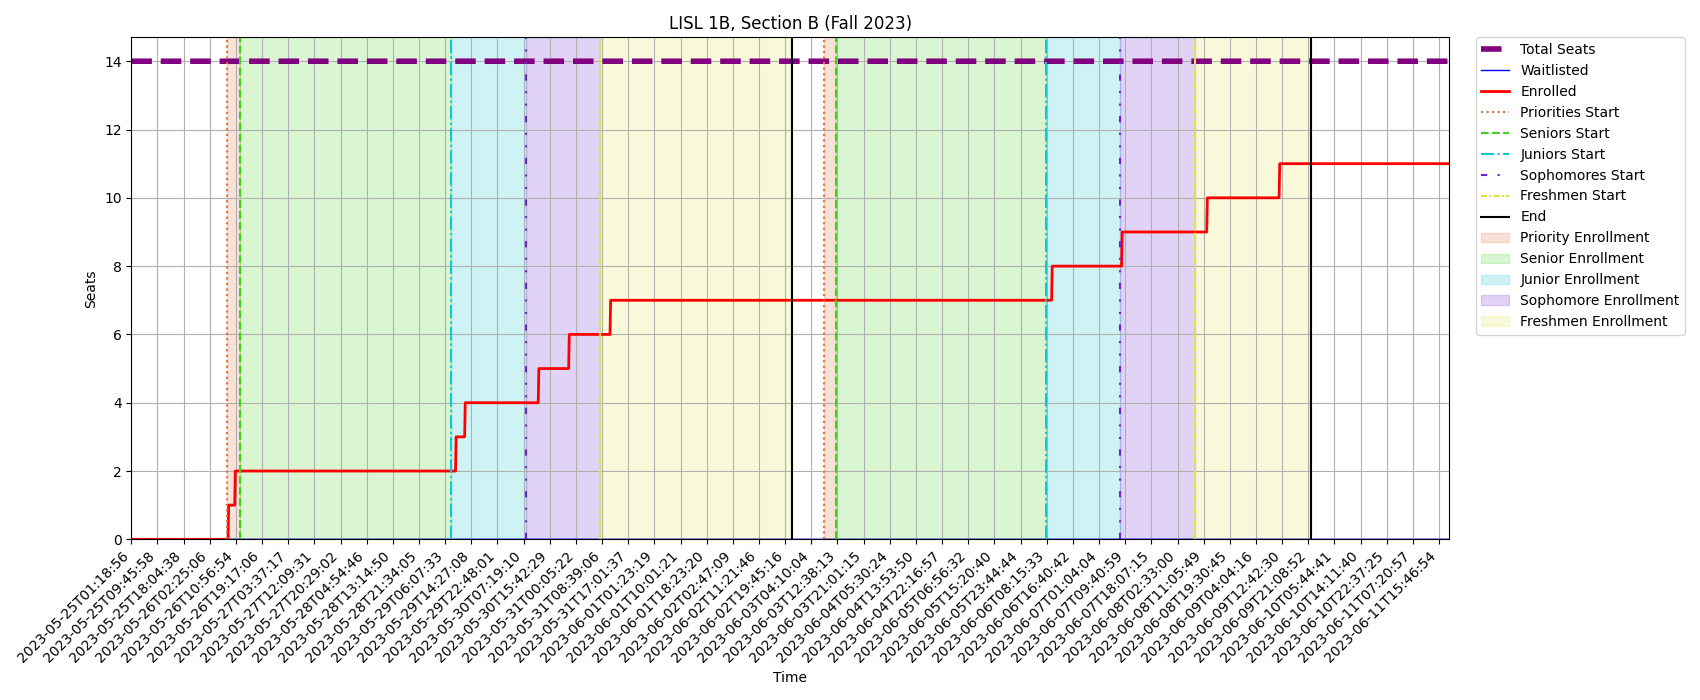 LISL 1B, Section B (Fall 2023)
Seats
14
12
10
8
6
4
2
0
2023-05-25T01:18:56
2023-05-25T09:45:58
2023-05-25T18:04:38
2023-05-26T02:25:06
2023-05-26T10:56:54
2023-05-26T19:17:06
2023-05-27T03:37:17
2023-05-27T12:09:31
2023-05-27T20:29:02
2023-05-28T04:54:46
2023-05-28T13:14:50
2023-05-28T21:34:05
2023-05-29T06:07:33
2023-05-29T14:27:08
2023-05-29T22:48:01
2023-05-30T07:19:10
2023-05-30T15:42:29
2023-05-31T00:05:22
2023-05-31T08:39:06
2023-05-31T17:01:37
2023-06-01T01:23:19
2023-06-01T10:01:21
2023-06-01T18:23:20
2023-06-02T02:47:09
2023-06-02T11:21:46
2023-06-02T19:45:16
2023-06-03T04:10:04
2023-06-03T12:38:13
2023-06-03T21:01:15
2023-06-04T05:30:24
2023-06-04T13:53:50
2023-06-04T22:16:57
2023-06-05T06:56:32
2023-06-05T15:20:40
2023-06-05T23:44:44
2023-06-06T08:15:33
2023-06-06T16:40:42
2023-06-07T01:04:04
2023-06-07T09:40:59
2023-06-07T18:07:15
2023-06-08T02:33:00
2023-06-08T11:05:49
2023-06-08T19:30:45
2023-06-09T04:04:16
2023-06-09T12:42:30
2023-06-09T21:08:52
2023-06-10T05:44:41
2023-06-10T14:11:40
2023-06-10T22:37:25
2023-06-11T07:20:57
2023-06-11T15:46:54
Time
Total Seats
Waitlisted
Enrolled
Priorities Start
Seniors Start
Juniors Start
Sophomores Start
Freshmen Start
End
Priority Enrollment
Senior Enrollment
Junior Enrollment
Sophomore Enrollment
Freshmen Enrollment